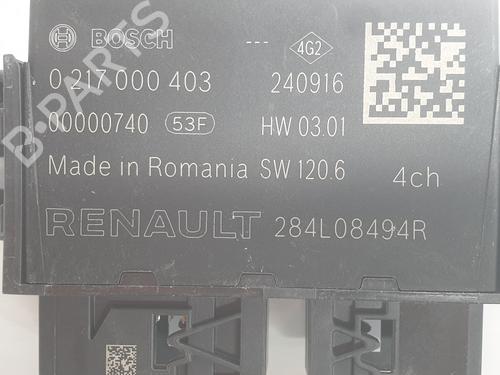 BOSCH --- 4G2
0 217 000 403 240916
00000740 53F HW 03.01
Made in Romania SW 120.6 4ch
RENAULT 284L08494R
B-PARTS